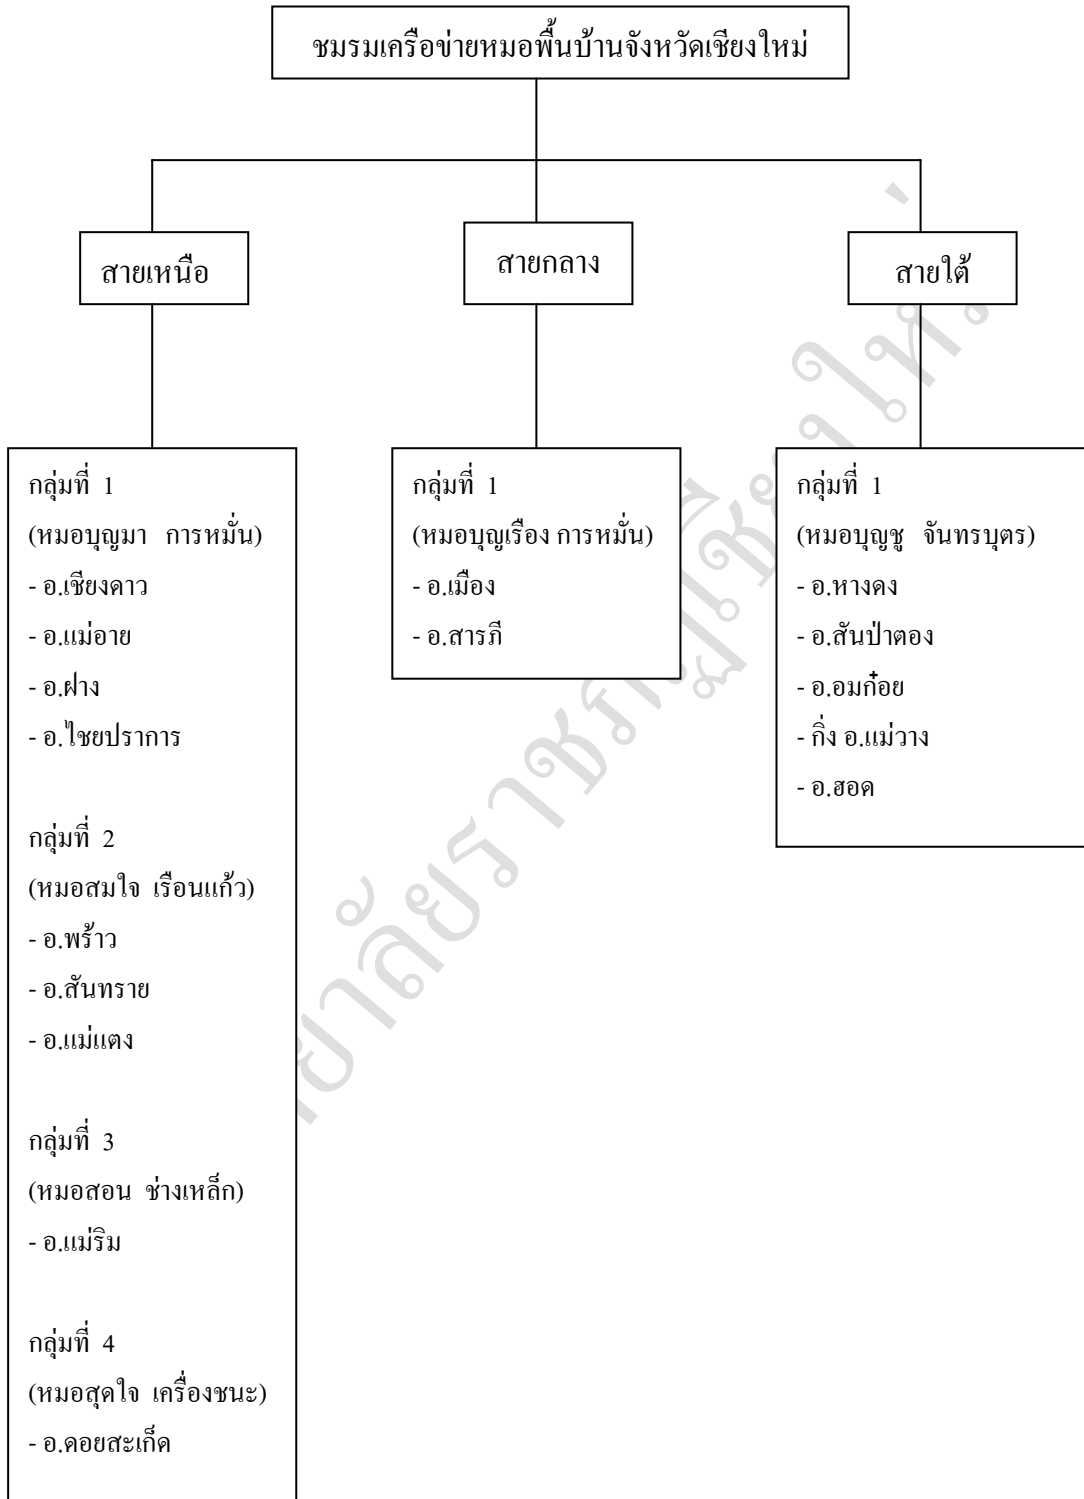 ชมรมเครือข่ายหมอพื้นบ้านจังหวัดเชียงใหม่
สายเหนือ
สายกลาง
สายใต้
กลุ่มที่ 1
(หมอบุญมา การหมั่น)
- อ.เชียงดาว
- อ.แม่อาย
- อ.ฝาง
- อ.ไชยปราการ
กลุ่มที่ 2
(หมอสมใจ เรือนแก้ว)
- อ.พร้าว
- อ.สันทราย
- อ.แม่แตง
กลุ่มที่ 3
(หมอสอน ช่างเหล็ก)
- อ.แม่ริม
กลุ่มที่ 4
(หมอสุดใจ เครื่องชนะ)
- อ.ดอยสะเก็ด
กลุ่มที่ 1
(หมอบุญเรือง การหมั่น)
- อ.เมือง
- อ.สารภี
กลุ่มที่ 1
(หมอบุญชู จันทรบุตร)
- อ.หางดง
- อ.สันป่าตอง
- อ.อมก๋อย
- กิ่ง อ.แม่วาง
- อ.ฮอด